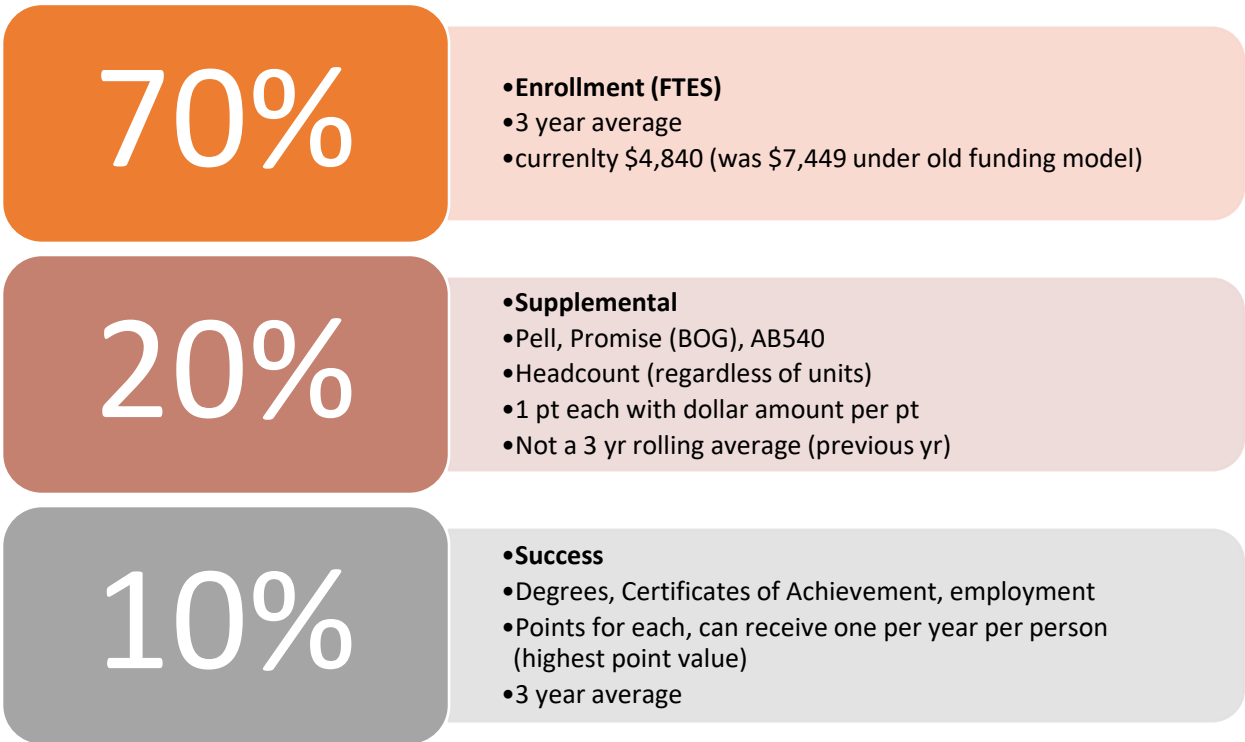 70%
•Enrollment (FTES)
•3 year average
•currenlty $4,840 (was $7,449 under old funding model)
20%
•Supplemental
•Pell, Promise (BOG), AB540
•Headcount (regardless of units)
•1 pt each with dollar amount per pt
•Not a 3 yr rolling average (previous yr)
10%
•Success
•Degrees, Certificates of Achievement, employment
•Points for each, can receive one per year per person
(highest point value)
•3 year average